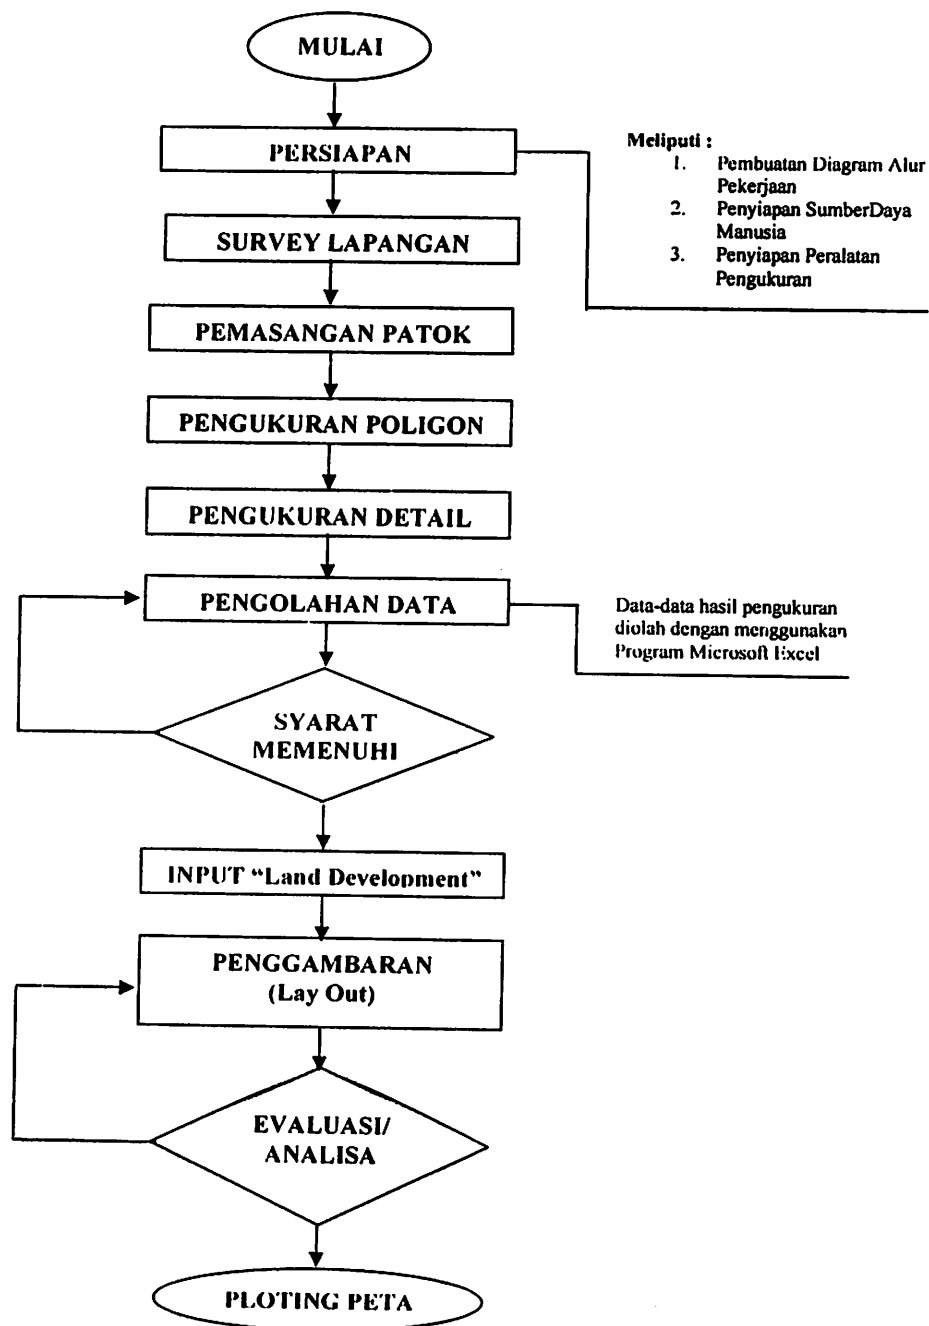 MULAI
PERSIAPAN
Meliputi :
1. Pembuatan Diagram Alur
Pekerjaan
2. Penyiapan SumberDaya
Manusia
3. Penyiapan Peralatan
Pengukuran
SURVEY LAPANGAN
PEMASANGAN PATOK
PENGUKURAN POLIGON
PENGUKURAN DETAIL
PENGOLAHAN DATA
Data-data hasil pengukuran
diolah dengan menggunakan
Program Microsoft Excel
SYARAT
MEMENUHI
INPUT “Land Development”
PENGGAMBARAN
(Lay Out)
EVALUASI/
ANALISA
PLOTING PETA